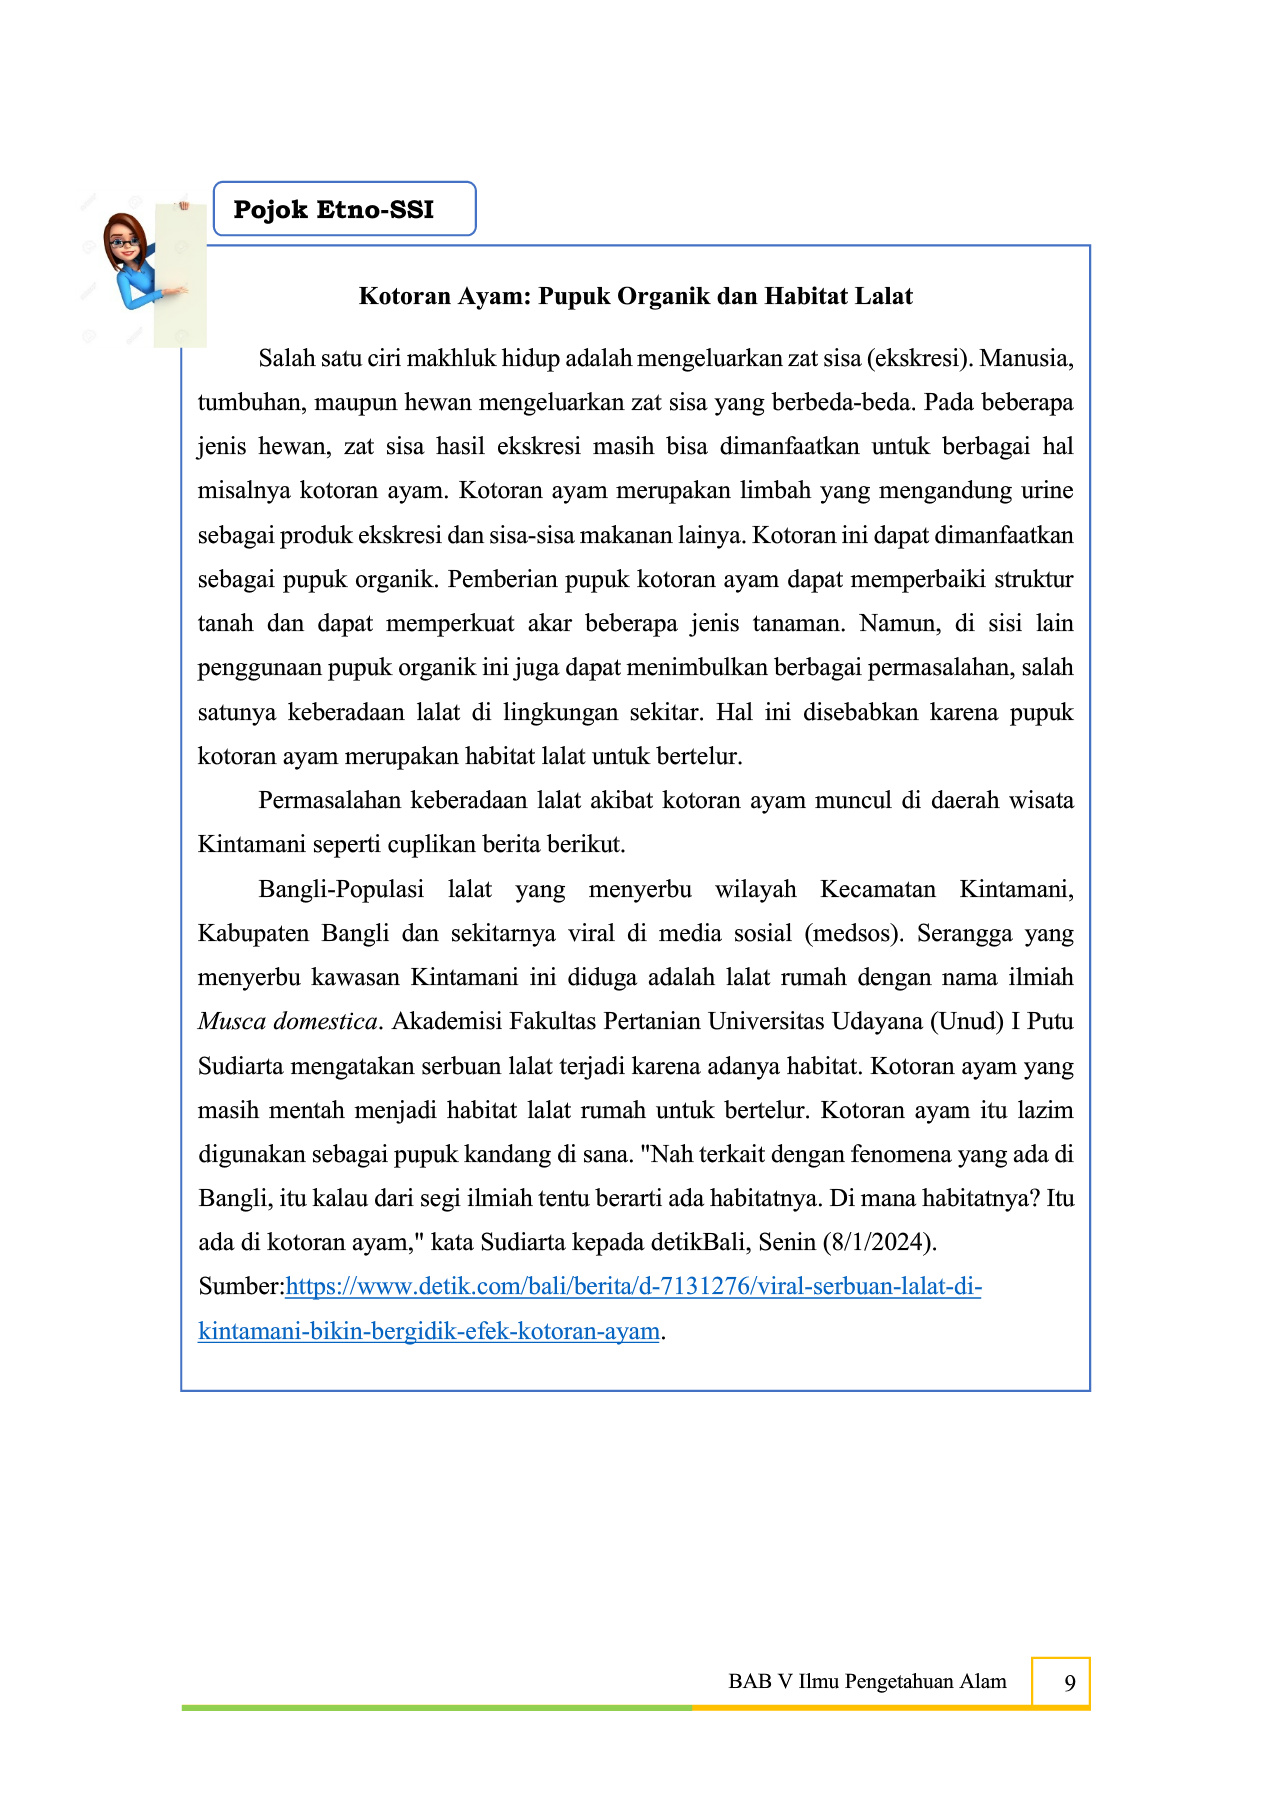 Pojok Etno-SSI
Kotoran Ayam: Pupuk Organik dan Habitat Lalat
Salah satu ciri makhluk hidup adalah mengeluarkan zat sisa (ekskresi). Manusia,
tumbuhan, maupun hewan mengeluarkan zat sisa yang berbeda-beda. Pada beberapa
jenis hewan, zat sisa hasil ekskresi masih bisa dimanfaatkan untuk berbagai hal
misalnya kotoran ayam. Kotoran ayam merupakan limbah yang mengandung urine
sebagai produk ekskresi dan sisa-sisa makanan lainya. Kotoran ini dapat dimanfaatkan
sebagai pupuk organik. Pemberian pupuk kotoran ayam dapat memperbaiki struktur
tanah dan dapat memperkuat akar beberapa jenis tanaman. Namun, di sisi lain
penggunaan pupuk organik ini juga dapat menimbulkan berbagai permasalahan, salah
satunya keberadaan lalat di lingkungan sekitar. Hal ini disebabkan karena pupuk
kotoran ayam merupakan habitat lalat untuk bertelur.
Permasalahan keberadaan lalat akibat kotoran ayam muncul di daerah wisata
Kintamani seperti cuplikan berita berikut.
Bangli-Populasi lalat yang menyerbu wilayah Kecamatan Kintamani,
Kabupaten Bangli dan sekitarnya viral di media sosial (medsos). Serangga yang
menyerbu kawasan Kintamani ini diduga adalah lalat rumah dengan nama ilmiah
Musca domestica. Akademisi Fakultas Pertanian Universitas Udayana (Unud) I Putu
Sudiarta mengatakan serbuan lalat terjadi karena adanya habitat. Kotoran ayam yang
masih mentah menjadi habitat lalat rumah untuk bertelur. Kotoran ayam itu lazim
digunakan sebagai pupuk kandang di sana. "Nah terkait dengan fenomena yang ada di
Bangli, itu kalau dari segi ilmiah tentu berarti ada habitatnya. Di mana habitatnya? Itu
ada di kotoran ayam," kata Sudiarta kepada detikBali, Senin (8/1/2024).
Sumber:https://www.detik.com/bali/berita/d-7131276/viral-serbuan-lalat-di-
kintamani-bikin-bergidik-efek-kotoran-ayam.
BAB V Ilmu Pengetahuan Alam 9